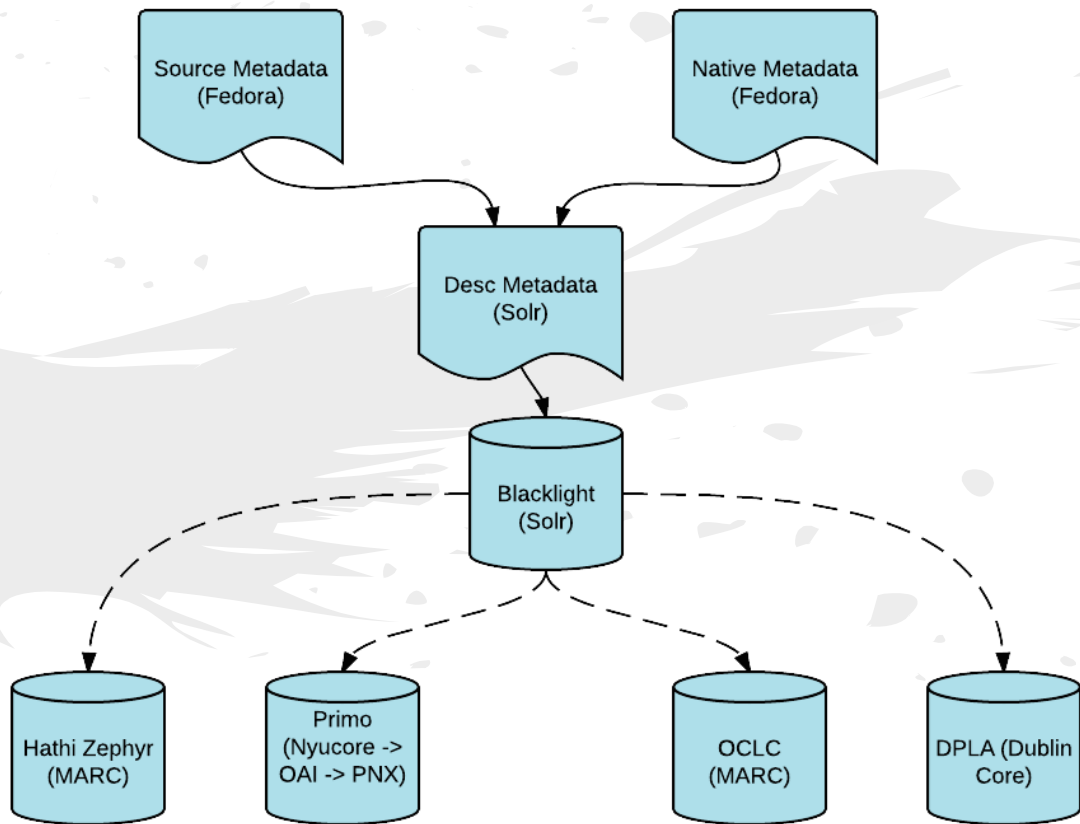 Source Metadata
(Fedora)
Native Metadata
(Fedora)
Desc Metadata
(Solr)
Blacklight
(Solr)
Hathi Zephyr
(MARC)
Primo
(Nyucore ->
OAI -> PNX)
OCLC
(MARC)
DPLA (Dublin
Core)